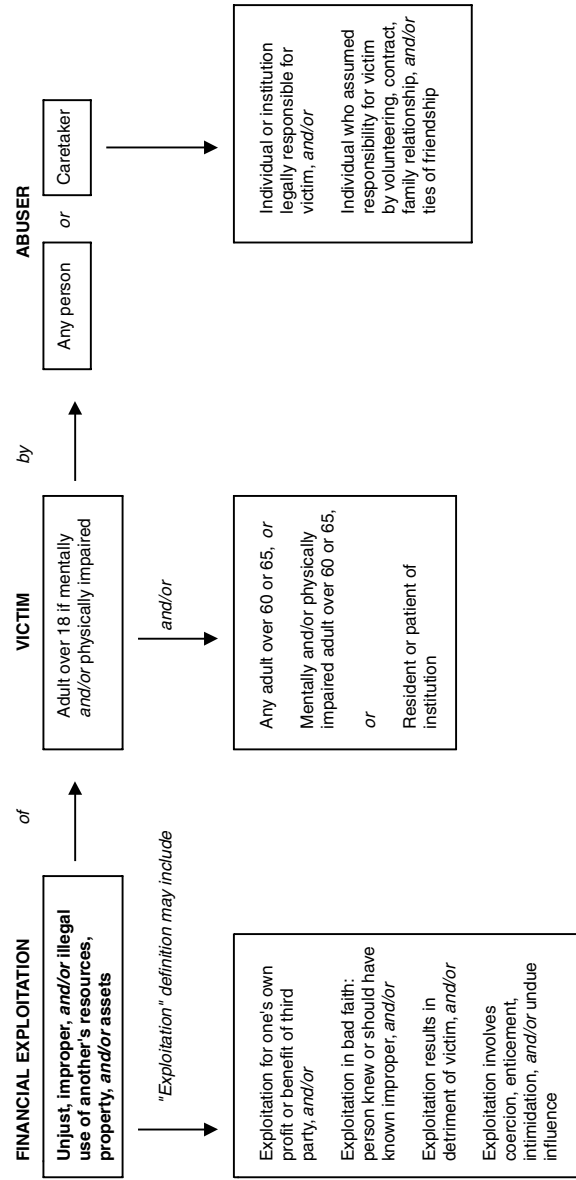 FINANCIAL EXPLOITATION
of
VICTIM
by
ABUSER
Unjust, improper, and/or illegal
use of another's resources,
property, and/or assets
Adult over 18 if mentally
and/or physically impaired
Any person
or
Caretaker
"Exploitation" definition may include
and/or
Exploitation for one's own
profit or benefit of third
party, and/or
Exploitation in bad faith:
person knew or should have
known improper, and/or
Exploitation results in
detriment of victim, and/or
Exploitation involves
coercion, enticement,
intimidation, and/or undue
influence
Any adult over 60 or 65, or
Mentally and/or physically
impaired adult over 60 or 65,
or
Resident or patient of
institution
Individual or institution
legally responsible for
victim, and/or
Individual who assumed
responsibility for victim
by volunteering, contract,
family relationship, and/or
ties of friendship